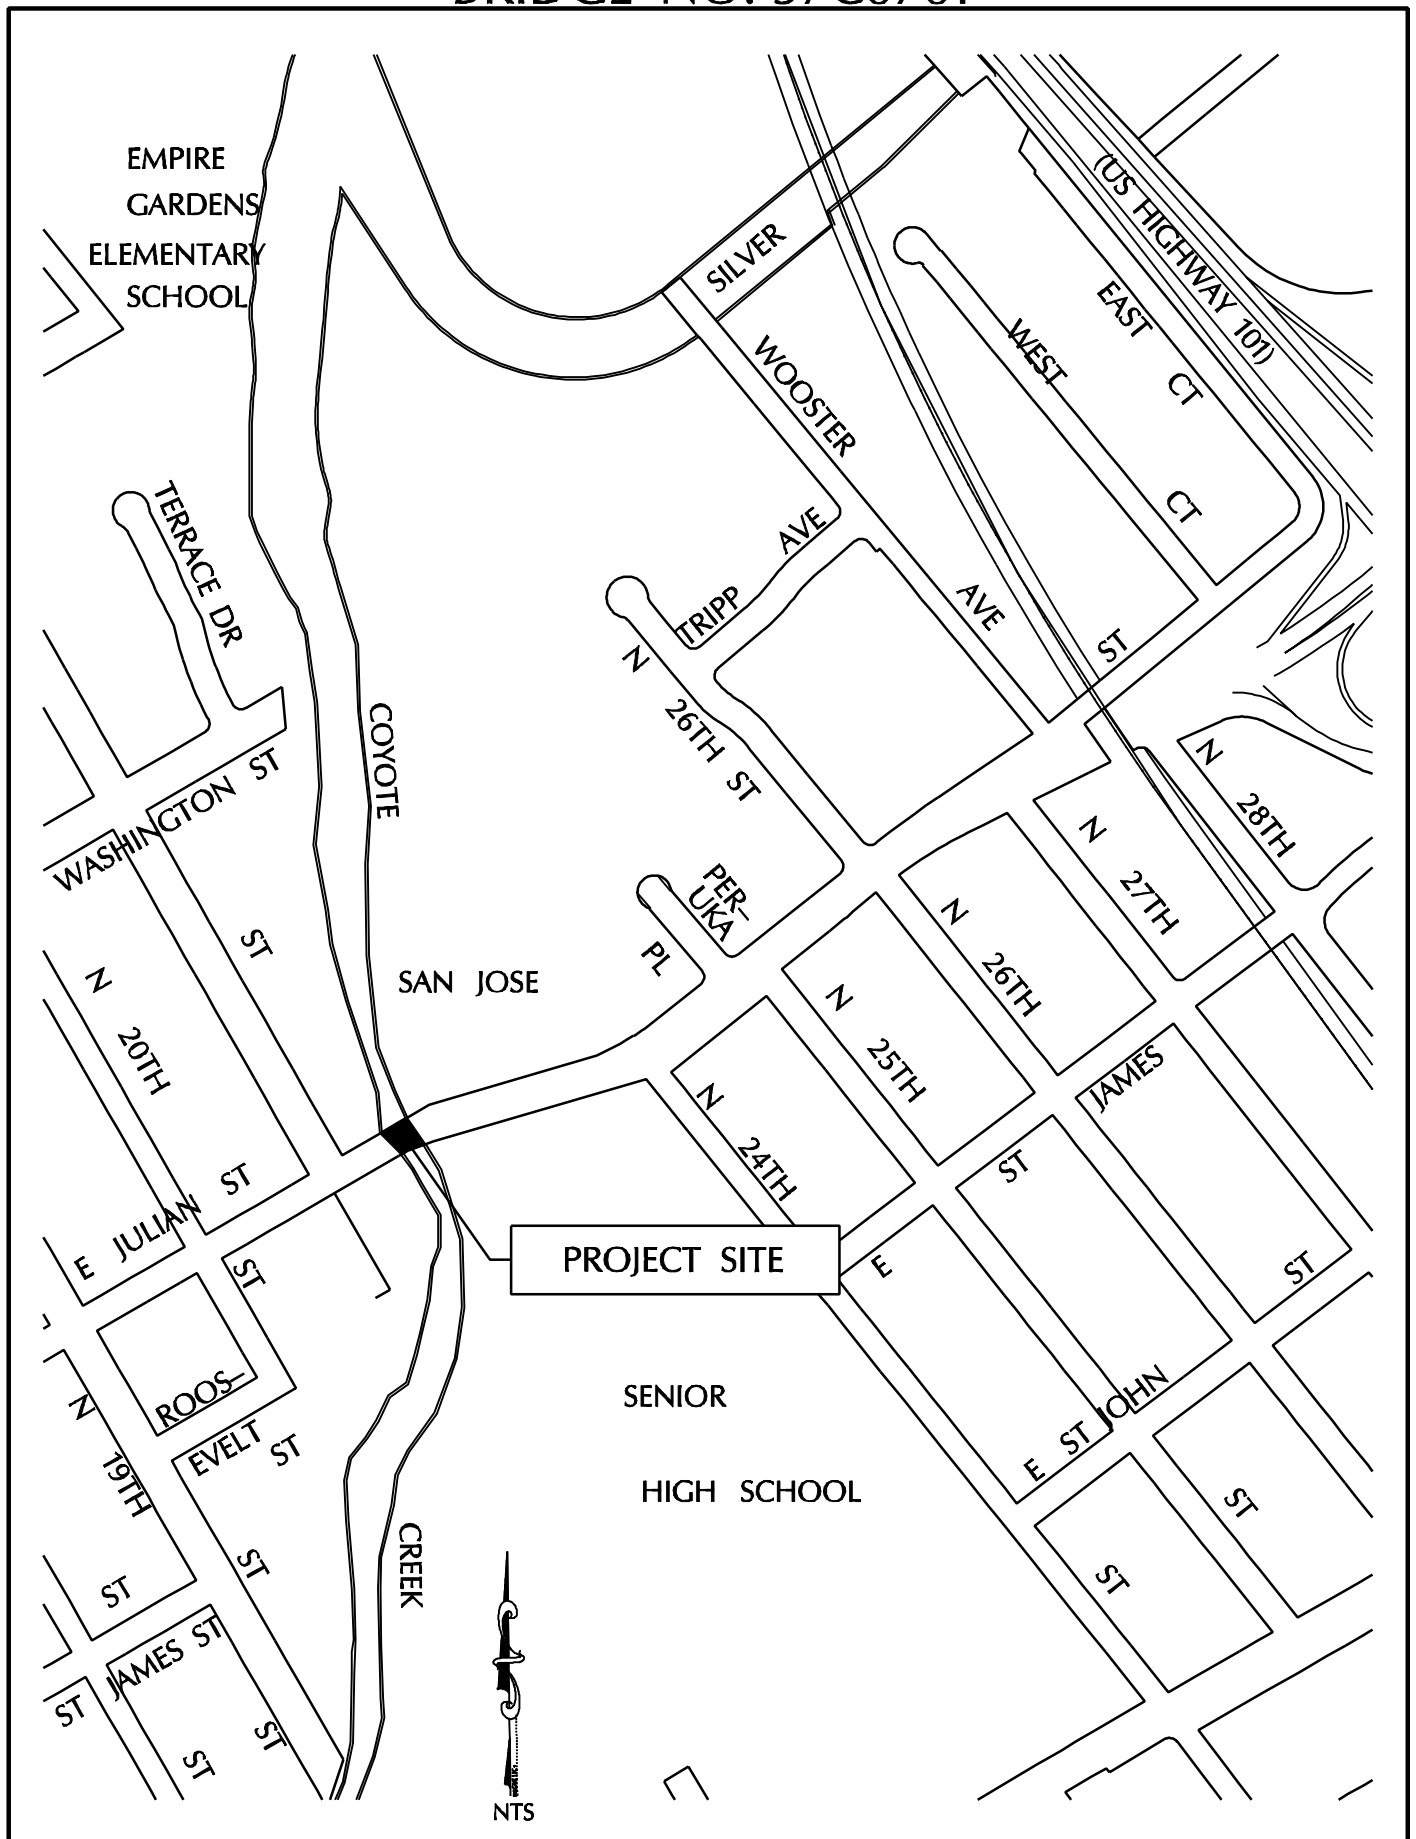 EMPIRE
GARDENS
ELEMENTARY
SCHOOL
SILVER
(US HIGHWAY 101)
EAST CT
WEST CT
WOOSTER AVE
TRIPP AVE
TERRACE DR
N 26TH ST
ST
COYOTE
WASHINGTON ST
N 28TH
N 27TH
PER-
UKA
PL
N 26TH
SAN JOSE
N 25TH
N 20TH
ST
JAMES
N 24TH
ST
E JULIAN ST
PROJECT SITE
E
ST
ST
ROOS-
EVELT ST
SENIOR
HIGH SCHOOL
E ST JOHN
ST
ST
N 19TH
ST
CREEK
ST
JAMES ST
ST
ST
ST
NTS